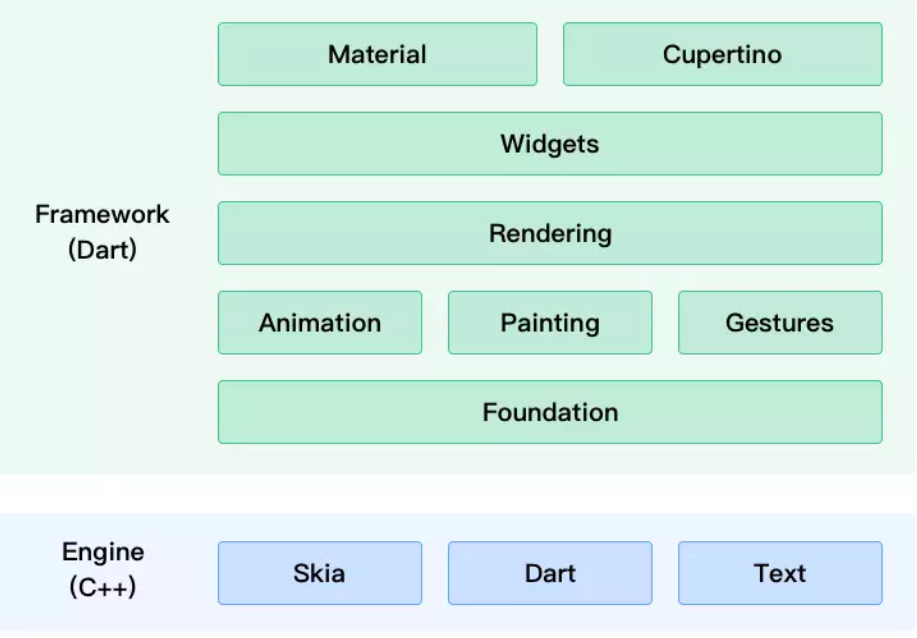 Material
Cupertino
Widgets
Framework
(Dart)
Rendering
Animation
Painting
Gestures
Foundation
Engine
(C++)
Skia
Dart
Text